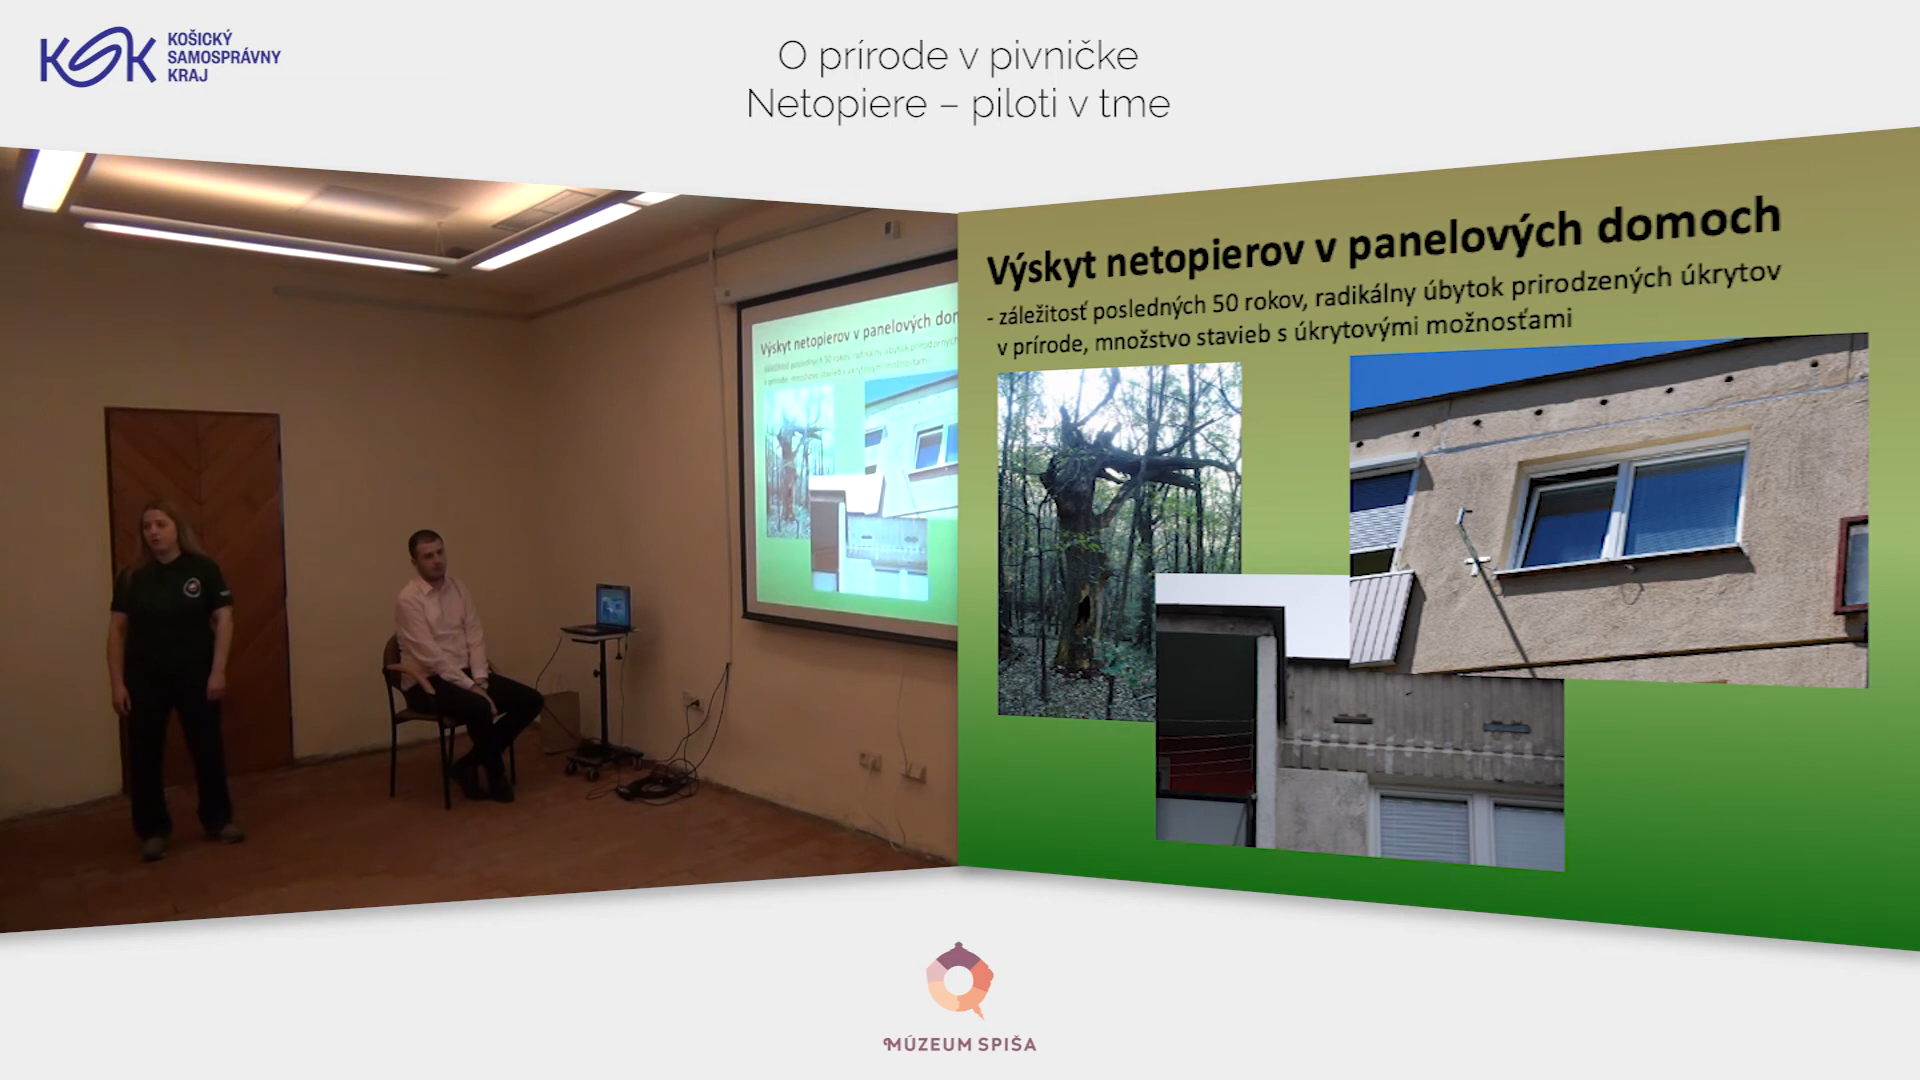 KSK KOŠICKÝ
SAMOSPRÁVNY
KRAJ
O prírode v pivničke
Netopiere – piloti v tme
Výskyt netopierov v panelových dom
Výskyt netopierov v panelových domoch
- záležitosť posledných 50 rokov, radikálny úbytok prirodzených úkrytov
v prírode, množstvo stavieb s úkrytovými možnosťami
MÚZEUM SPIŠA